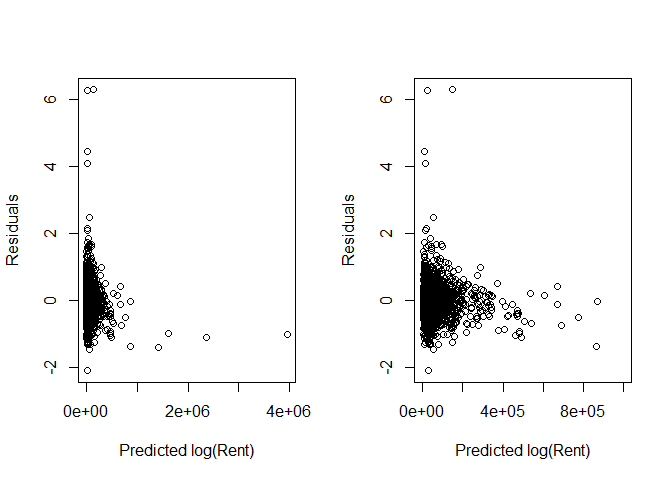 Residuals
6
4
2
0
-2
0e+00
2e+06
4e+06
Predicted log(Rent)
Residuals
6
4
2
0
-2
0e+00
4e+05
8e+05
Predicted log(Rent)